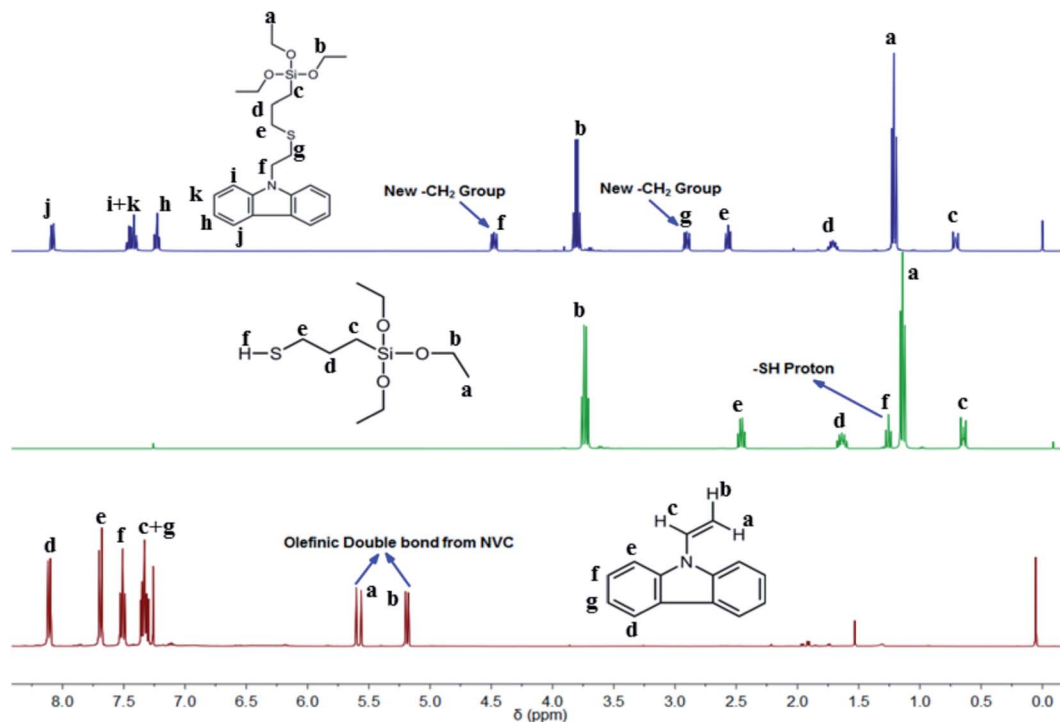 a
b
O
O Si O
O
c
d
e
S
g
f
N
i
k
h
j
j
i+k
h
New -CH₂ Group
f
b
New -CH₂ Group
g
e
d
a
c
f
H
S
e
d
c
O
Si
O
O
b
a
b
e
d
-SH Proton
f
a
c
d
e
f
c+g
Olefinic Double bond from NVC
a
b
H b
c H
H a
N
e
f
g
d
8.0 7.5 7.0 6.5 6.0 5.5 5.0 4.5 4.0 3.5 3.0 2.5 2.0 1.5 1.0 0.5 0.0
δ (ppm)